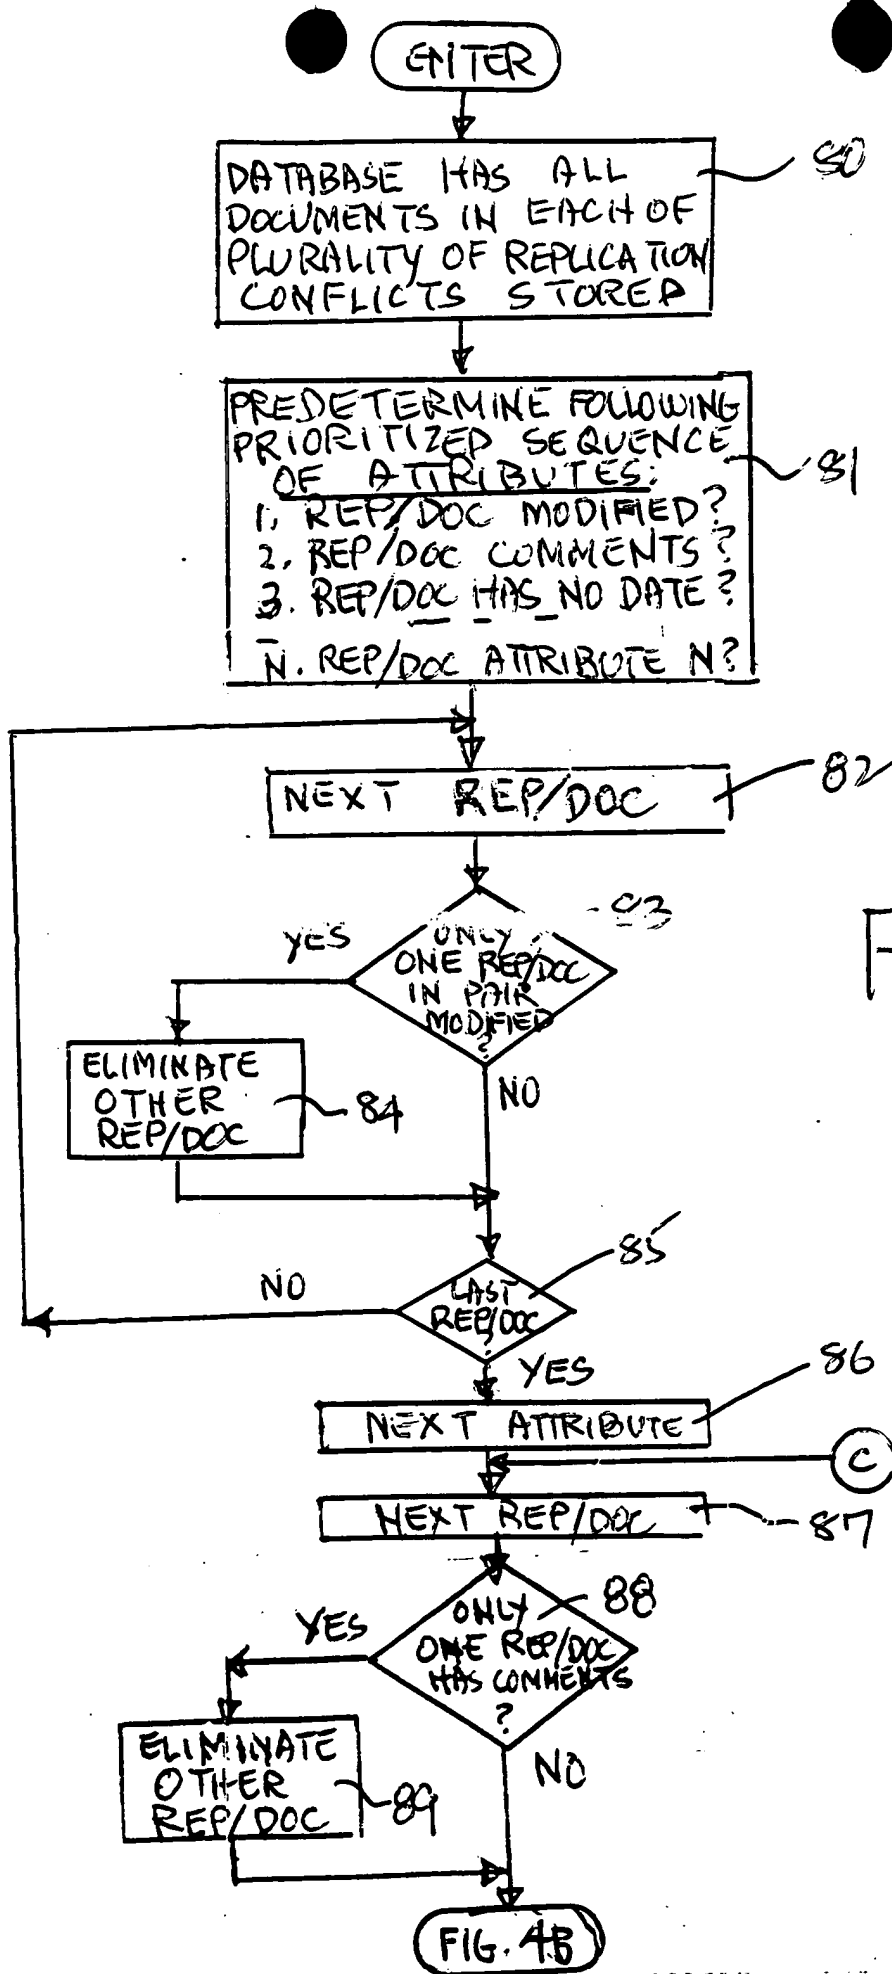 ENTER
DATABASE HAS ALL
DOCUMENTS IN EACH OF
PLURALITY OF REPLICATION
CONFLICTS STORED
80
PREDETERMINE FOLLOWING
PRIORITIZED SEQUENCE
OF ATTRIBUTES:
1. REP/DOC MODIFIED?
2. REP/DOC COMMENTS?
3. REP/DOC HAS NO DATE?
N. REP/DOC ATTRIBUTE N?
81
NEXT REP/DOC
82
83
YES
ONLY
ONE REP/DOC
IN PAIR
MODIFIED
?
NO
ELIMINATE
OTHER
REP/DOC
84
85
NO
LAST
REP/DOC
?
YES
86
NEXT ATTRIBUTE
C
NEXT REP/DOC
87
88
YES
ONLY
ONE REP/DOC
HAS COMMENTS
?
NO
ELIMINATE
OTHER
REP/DOC
89
FIG. 4B